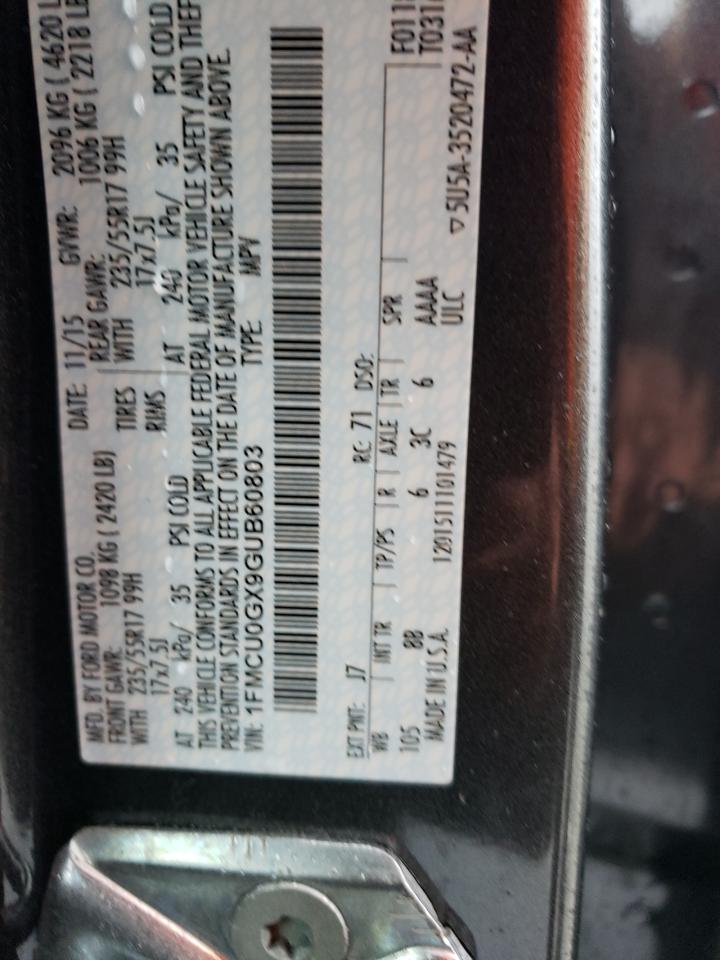 MFD. BY FORD MOTOR CO. DATE: 11/15 GVWR: 2096 KG ( 4620 L
FRONT GAWR: 1098 KG ( 2420 LB) REAR GAWR: 1006 KG ( 2218 LB
WITH 235/55R17 99H TIRES WITH 235/55R17 99H
17x7.5J RIMS 17x7.5J
AT 240 kPa/ 35 PSI COLD AT 240 kPa/ 35 PSI COLD
THIS VEHICLE CONFORMS TO ALL APPLICABLE FEDERAL MOTOR VEHICLE SAFETY AND THEF
PREVENTION STANDARDS IN EFFECT ON THE DATE OF MANUFACTURE SHOWN ABOVE.
VIN: 1FMCU0GX9GUB60803 TYPE: MPV
F011
T031
EXT PNT: J7 RC: 71 DSO:
WB INT TR TP/PS R AXLE TR SPR
105 8B 6 3C 6 AAAA
MADE IN U.S.A. 1201511101479 ULC
▽5U5A-3520472-AA